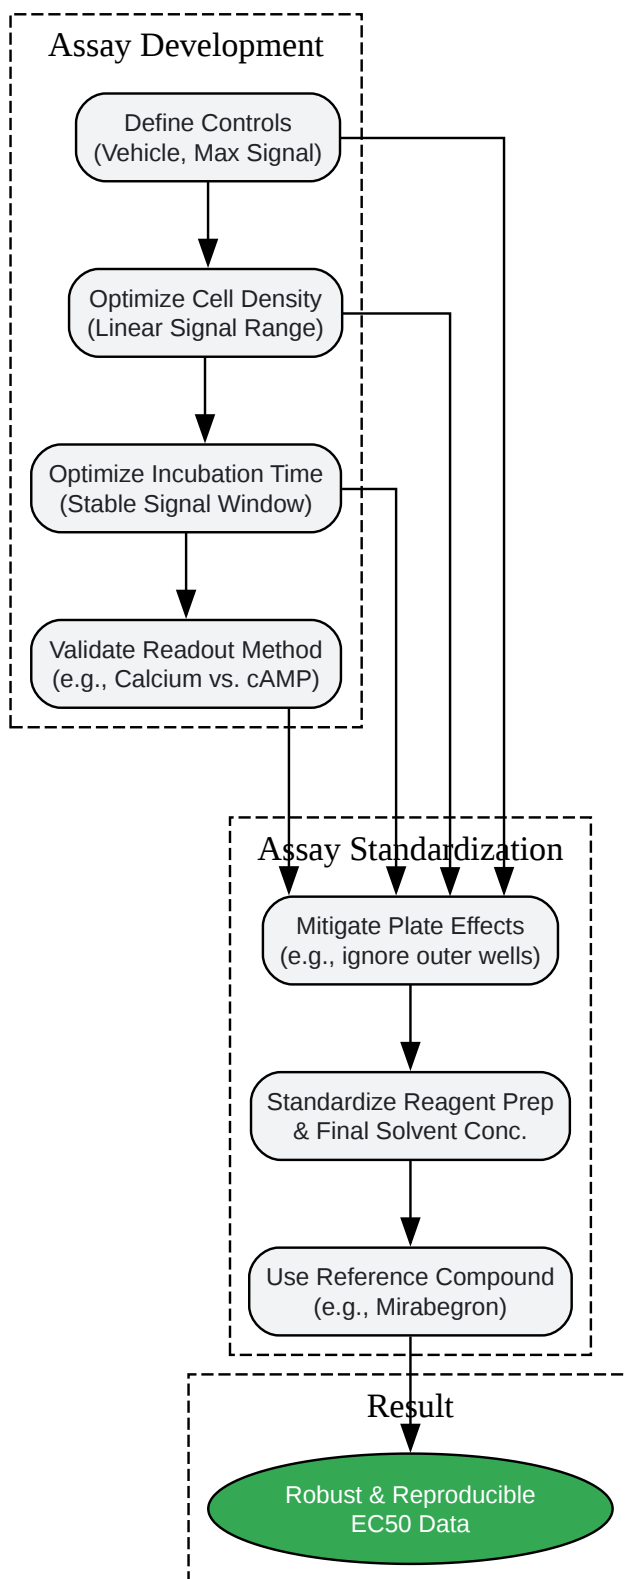 Assay Development
Define Controls
(Vehicle, Max Signal)
Optimize Cell Density
(Linear Signal Range)
Optimize Incubation Time
(Stable Signal Window)
Validate Readout Method
(e.g., Calcium vs. cAMP)
Assay Standardization
Mitigate Plate Effects
(e.g., ignore outer wells)
Standardize Reagent Prep
& Final Solvent Conc.
Use Reference Compound
(e.g., Mirabegron)
Result
Robust & Reproducible
EC50 Data